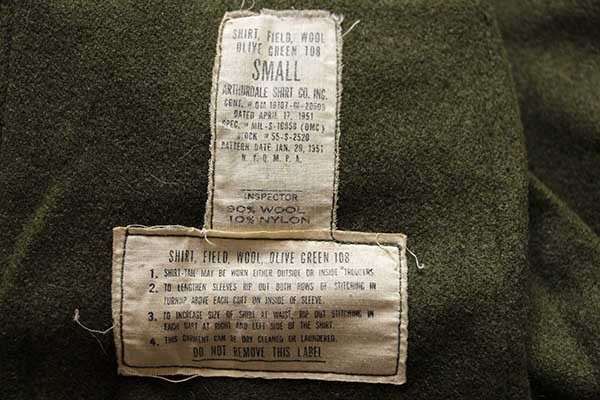 SHIRT, FIELD, WOOL
OLIVE GREEN 108
SMALL
ARTHURDALE SHIRT CO. INC.
DATED APRIL 17, 1951
SPEC. # MIL-S-10858 (QMC)
STOCK # 55-S-2520
PATTERN DATE JAN. 29, 1951
N. Y. Q. M. P. A.
INSPECTOR
90% WOOL
10% NYLON
SHIRT, FIELD, WOOL, OLIVE GREEN 108
1. SHIRT-TAIL MAY BE WORN EITHER OUTSIDE OR INSIDE TROUSERS.
2. TO LENGTHEN SLEEVES RIP OUT BOTH ROWS OF STITCHING IN
TURNUP ABOVE EACH CUFF ON INSIDE OF SLEEVE.
3. TO INCREASE SIZE OF SHIRT AT WAIST, RIP OUT STITCHING IN
EACH DART AT RIGHT AND LEFT SIDE OF THE SHIRT.
4. THIS GARMENT CAN BE DRY CLEANED OR LAUNDERED.
DO NOT REMOVE THIS LABEL